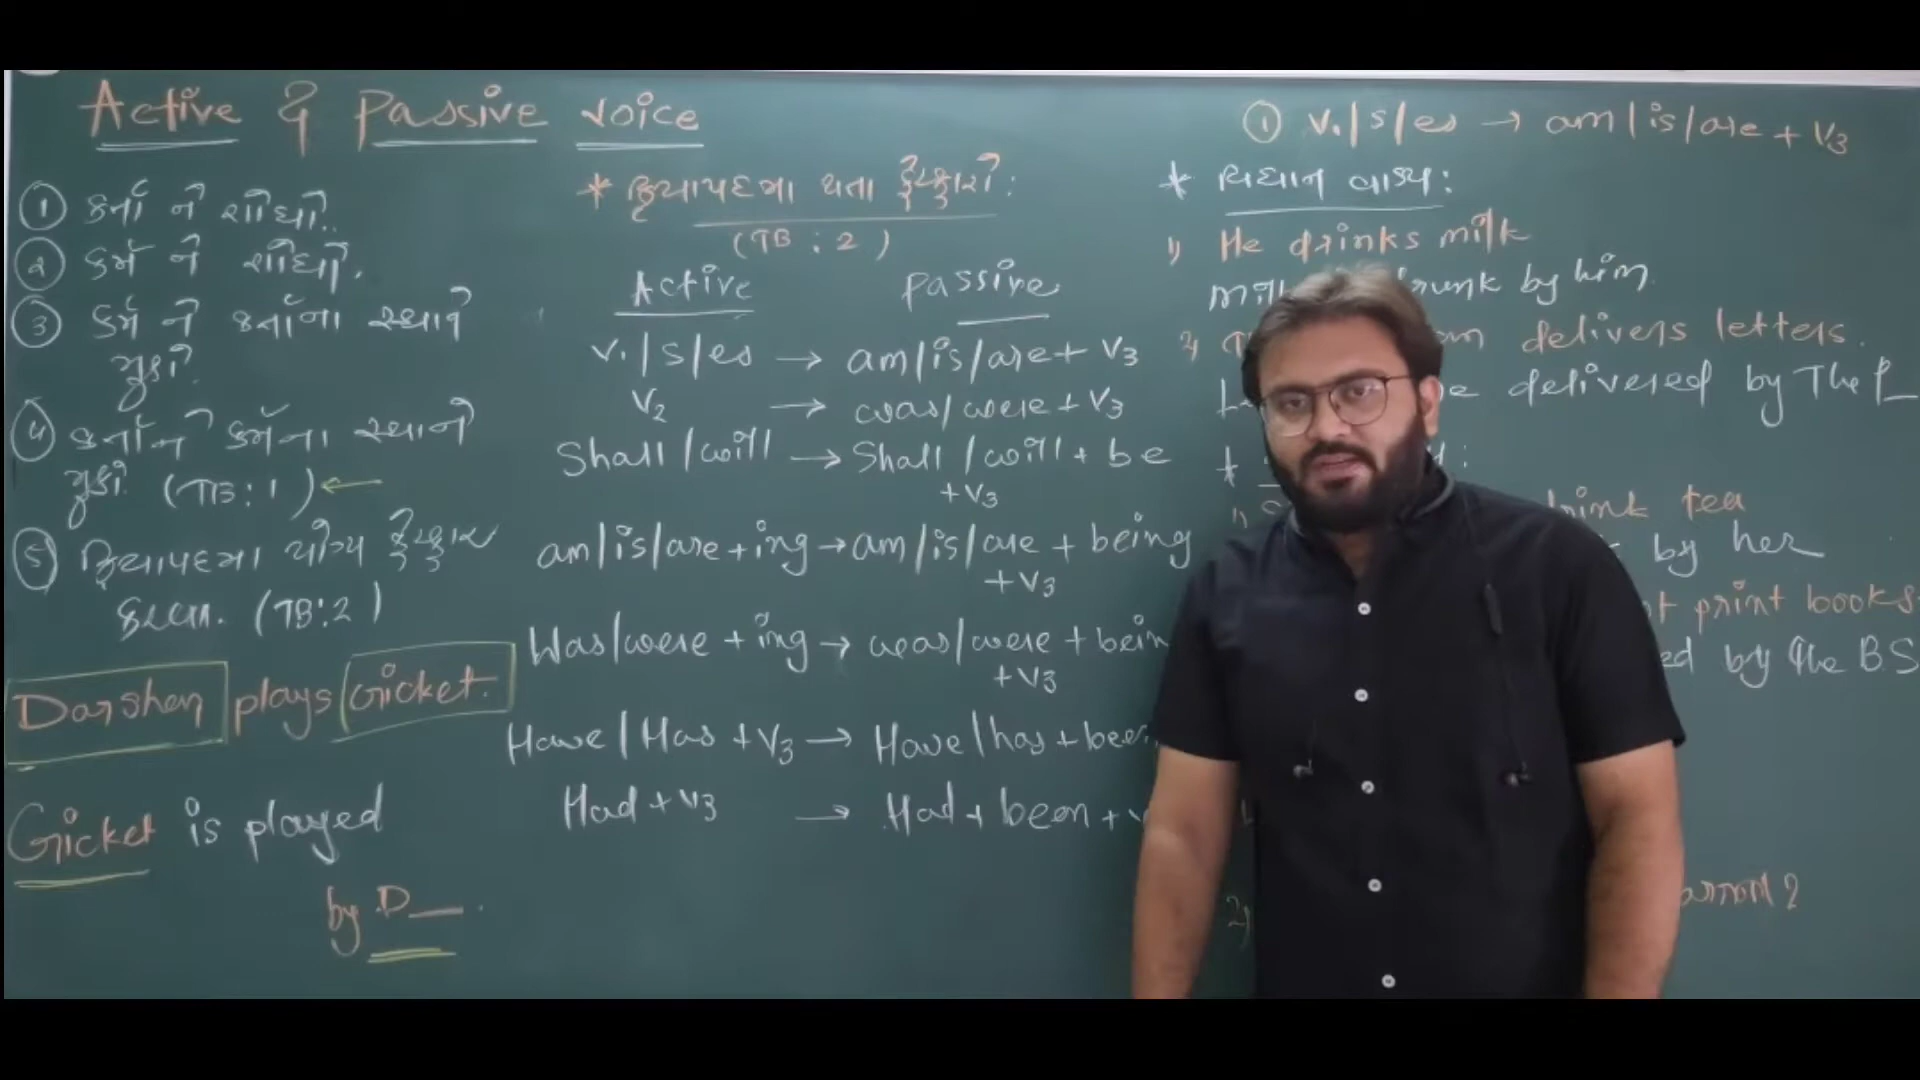 Active & Passive voice
① કર્તા ને શોધો.
② કર્મ ને શોધો.
③ કર્મ ને કર્તાના સ્થાને
મુકો.
④ કર્તાને કર્મના સ્થાને
મુકો (TB:1) ←
⑤ ક્રિયાપદમા યોગ્ય ફેરફાર
કરવા. (TB:2)
Darshan plays Cricket.
Cricket is played
by D__.
* ક્રિયાપદમા થતા ફેરફારો:
(TB : 2)
Active Passive
V₁/s/es → am/is/are + V3
V2 → was/were + V3
Shall/will → Shall/will + be
+V3
am/is/are+ing → am/is/are + being
+V3
Was/were + ing → was/were + bein
+V3
Have/Has + V3 → Have/has + been
Had + V3 → Had + been +
① V₁/s/es → am/is/are + V3
* વિધાન વાક્ય:
1) He drinks milk
by him.
delivers letters.
delivered by The P__
drink tea
by her
print books
by the B.S
2)